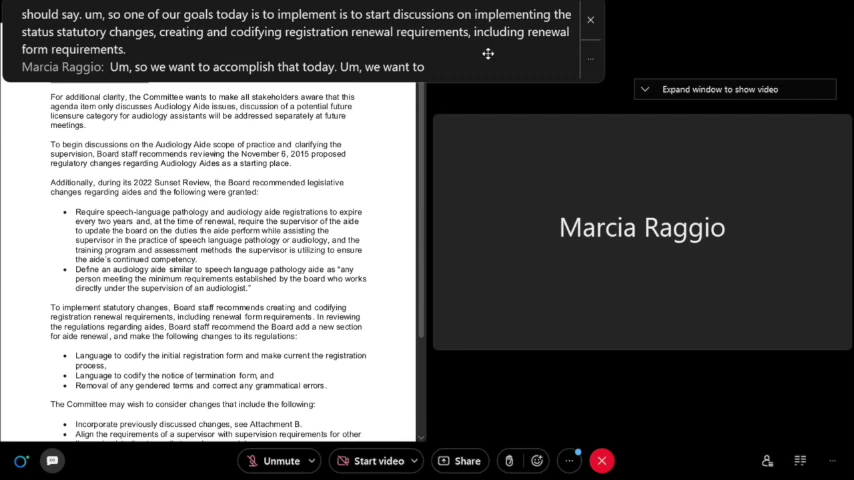 should say. um, so one of our goals today is to implement is to start discussions on implementing the
status statutory changes, creating and codifying registration renewal requirements, including renewal
form requirements.
Marcia Raggio: Um, so we want to accomplish that today. Um, we want to
Expand window to show video
For additional clarity, the Committee wants to make all stakeholders aware that this
agenda item only discusses Audiology Aide issues, discussion of a potential future
licensure category for audiology assistants will be addressed separately at future
meetings.
To begin discussions on the Audiology Aide scope of practice and clarifying the
supervision, Board staff recommends reviewing the November 6, 2015 proposed
regulatory changes regarding Audiology Aides as a starting place.
Additionally, during its 2022 Sunset Review, the Board recommended legislative
changes regarding aides and the following were granted:
• Require speech-language pathology and audiology aide registrations to expire
every two years and, at the time of renewal, require the supervisor of the aide
to update the board on the duties the aide perform while assisting the
supervisor in the practice of speech language pathology or audiology, and the
training program and assessment methods the supervisor is utilizing to ensure
the aide's continued competency.
• Define an audiology aide similar to speech language pathology aide as "any
person meeting the minimum requirements established by the board who works
directly under the supervision of an audiologist."
To implement statutory changes, Board staff recommends creating and codifying
registration renewal requirements, including renewal form requirements. In reviewing
the regulations regarding aides, Board staff recommend the Board add a new section
for aide renewal, and make the following changes to its regulations:
• Language to codify the initial registration form and make current the registration
process,
• Language to codify the notice of termination form, and
• Removal of any gendered terms and correct any grammatical errors.
The Committee may wish to consider changes that include the following:
• Incorporate previously discussed changes, see Attachment B.
• Align the requirements of a supervisor with supervision requirements for other
Marcia Raggio
Unmute
Start video
Share